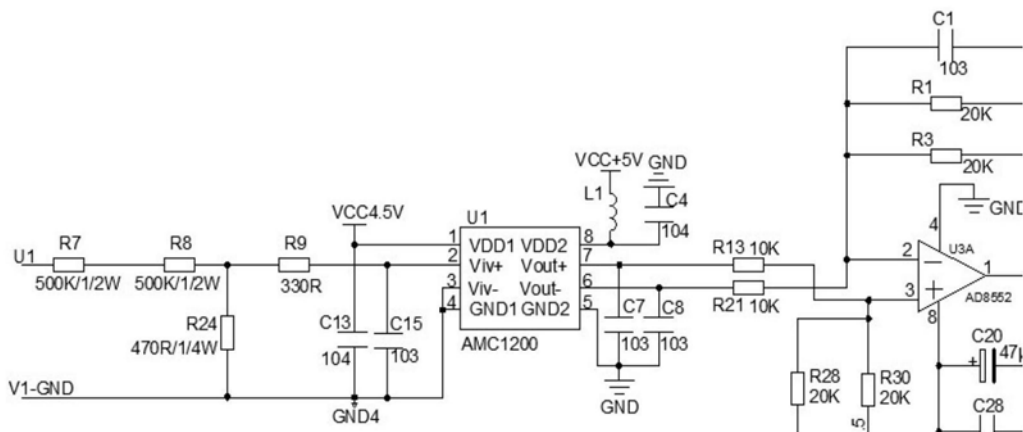 C1
103
R1
20K
R3
20K
VCC+5V
GND
L1
C4
104
VCC4.5V
U1
1
VDD1
VDD2
8
2
Viv+
Vout+
7
3
Viv-
Vout-
6
4
GND1
GND2
5
AMC1200
U1
R7
500K/1/2W
R8
500K/1/2W
R9
330R
R24
470R/1/4W
C13
104
C15
103
V1-GND
GND4
C7
103
C8
103
GND
R13 10K
R21 10K
4
GND
2
U3A
1
3
AD8552
8
C20
+
47µ
R28
20K
R30
20K
C28
.5